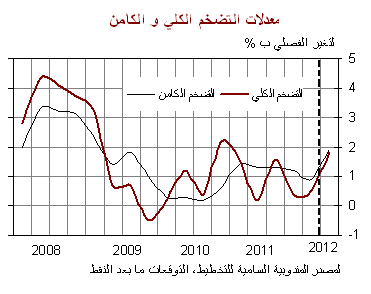 معدلات التضخم الكلي و الكامن
التغير الفصلي ب %
التضخم الكلي
التضخم الكامن
5
4
3
2
1
0
-1
2008 2009 2010 2011 2012
المصدر المندوبية السامية للتخطيط، التوقعات ما بعد النقط